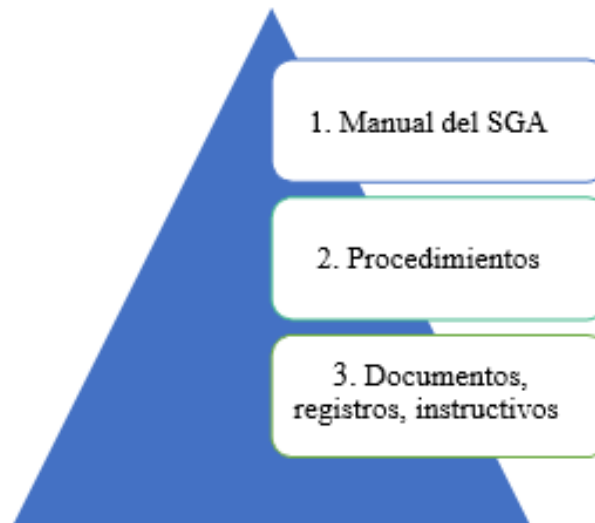 1. Manual del SGA
2. Procedimientos
3. Documentos,
registros, instructivos